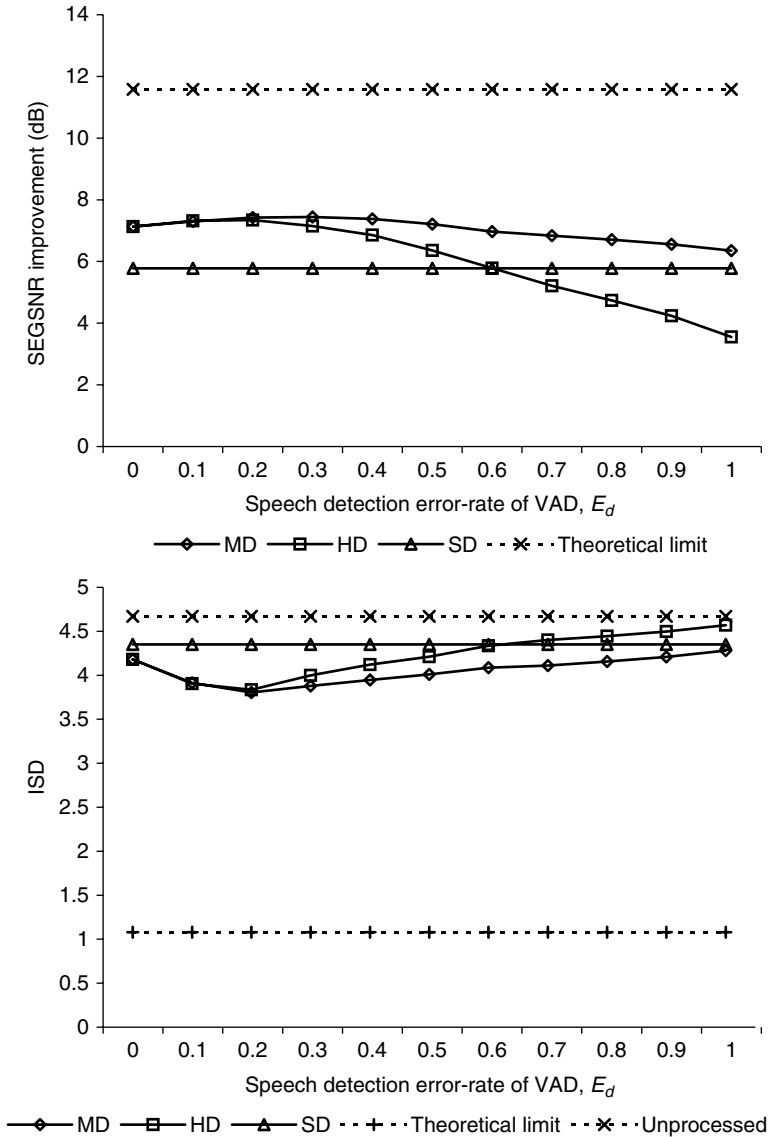 14
12
10
8
6
4
2
0
SEGSNR improvement (dB)
0 0.1 0.2 0.3 0.4 0.5 0.6 0.7 0.8 0.9 1
Speech detection error-rate of VAD, E_d
MD HD SD Theoretical limit
5
4.5
4
3.5
3
2.5
2
1.5
1
0.5
0
ISD
0 0.1 0.2 0.3 0.4 0.5 0.6 0.7 0.8 0.9 1
Speech detection error-rate of VAD, E_d
MD HD SD Theoretical limit Unprocessed